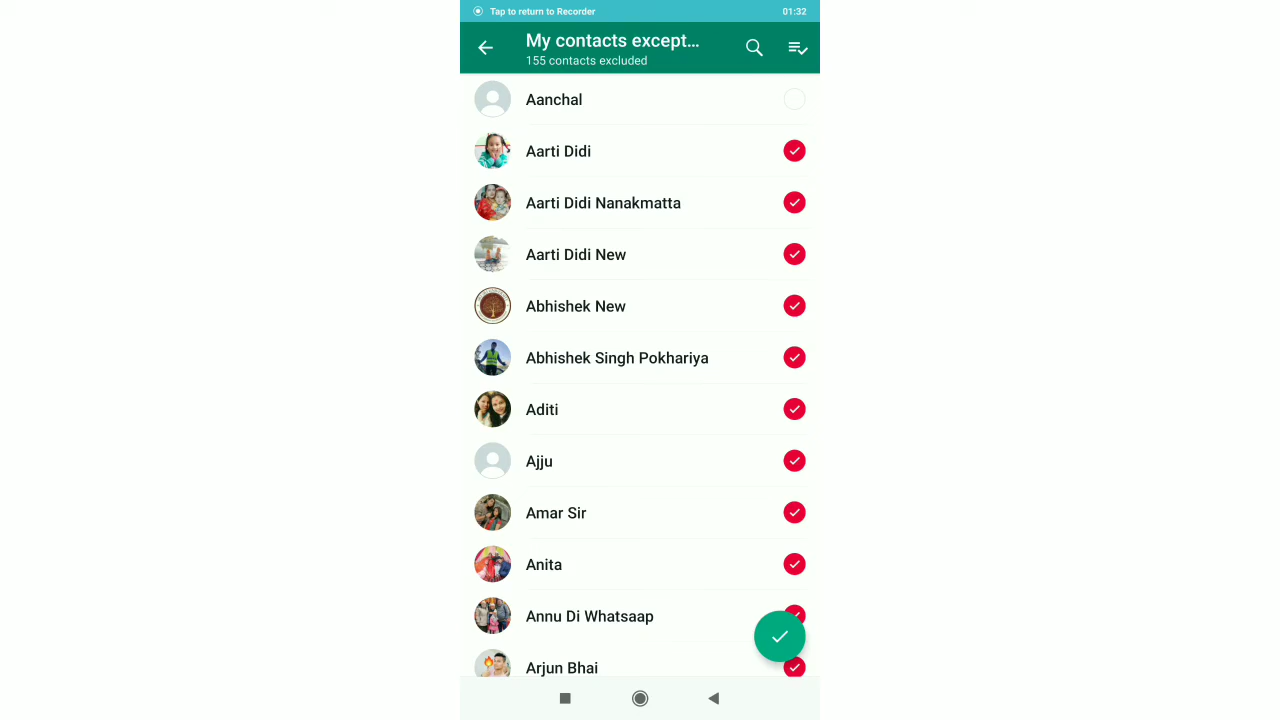 Tap to return to Recorder 01:32
My contacts except...
155 contacts excluded
Aanchal
Aarti Didi
Aarti Didi Nanakmatta
Aarti Didi New
Abhishek New
Abhishek Singh Pokhariya
Aditi
Ajju
Amar Sir
Anita
Annu Di Whatsaap
Arjun Bhai